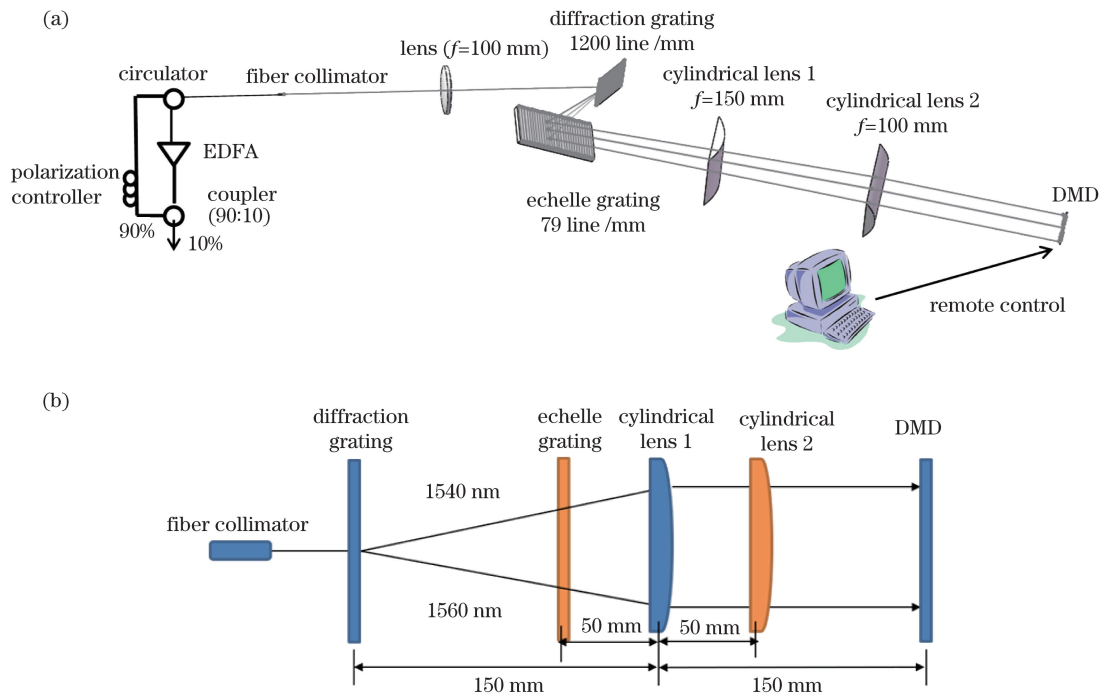 (a)
diffraction grating
1200 line /mm
lens (f=100 mm)
circulator
fiber collimator
cylindrical lens 1
f=150 mm
cylindrical lens 2
f=100 mm
EDFA
polarization
controller
coupler
(90:10)
90%
10%
echelle grating
79 line /mm
DMD
remote control
(b)
diffraction
grating
echelle
grating
cylindrical
lens 1
cylindrical
lens 2
DMD
1540 nm
fiber collimator
1560 nm
50 mm
50 mm
150 mm
150 mm